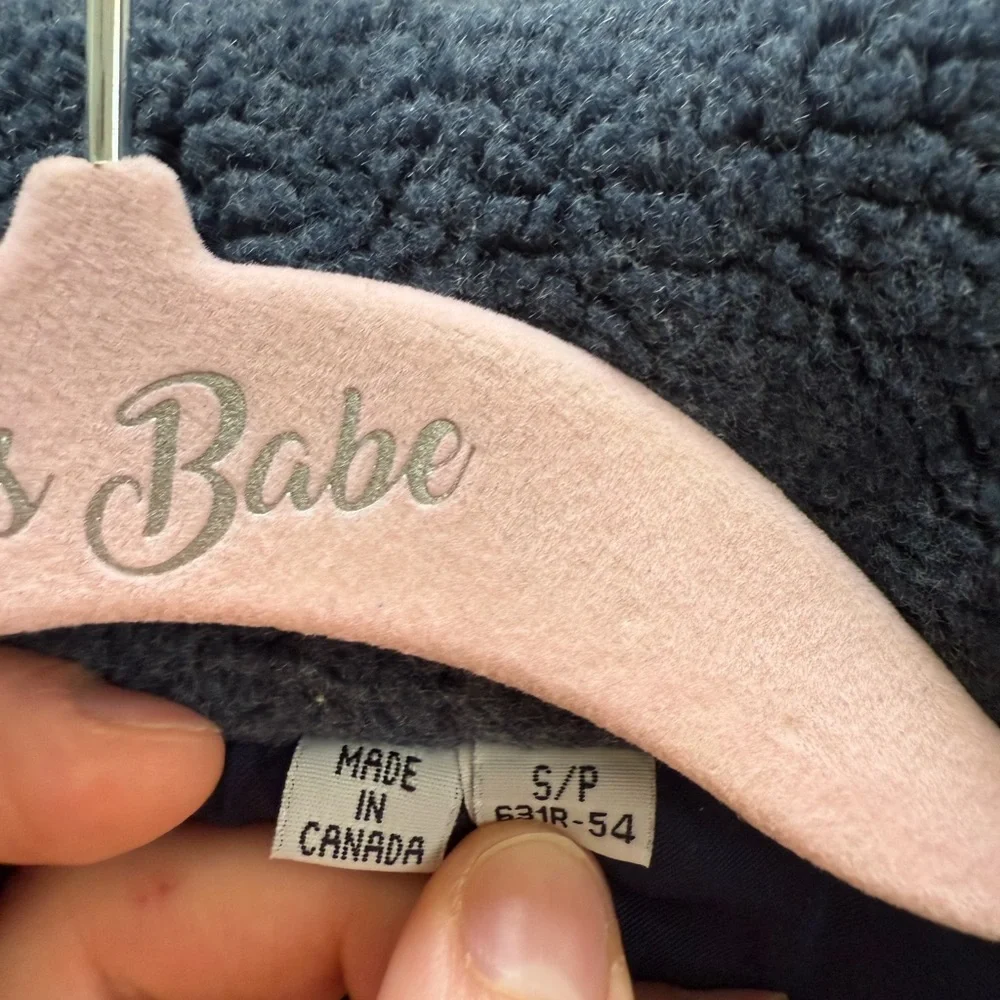 s Babe
MADE
IN
CANADA
S/P
631R-54